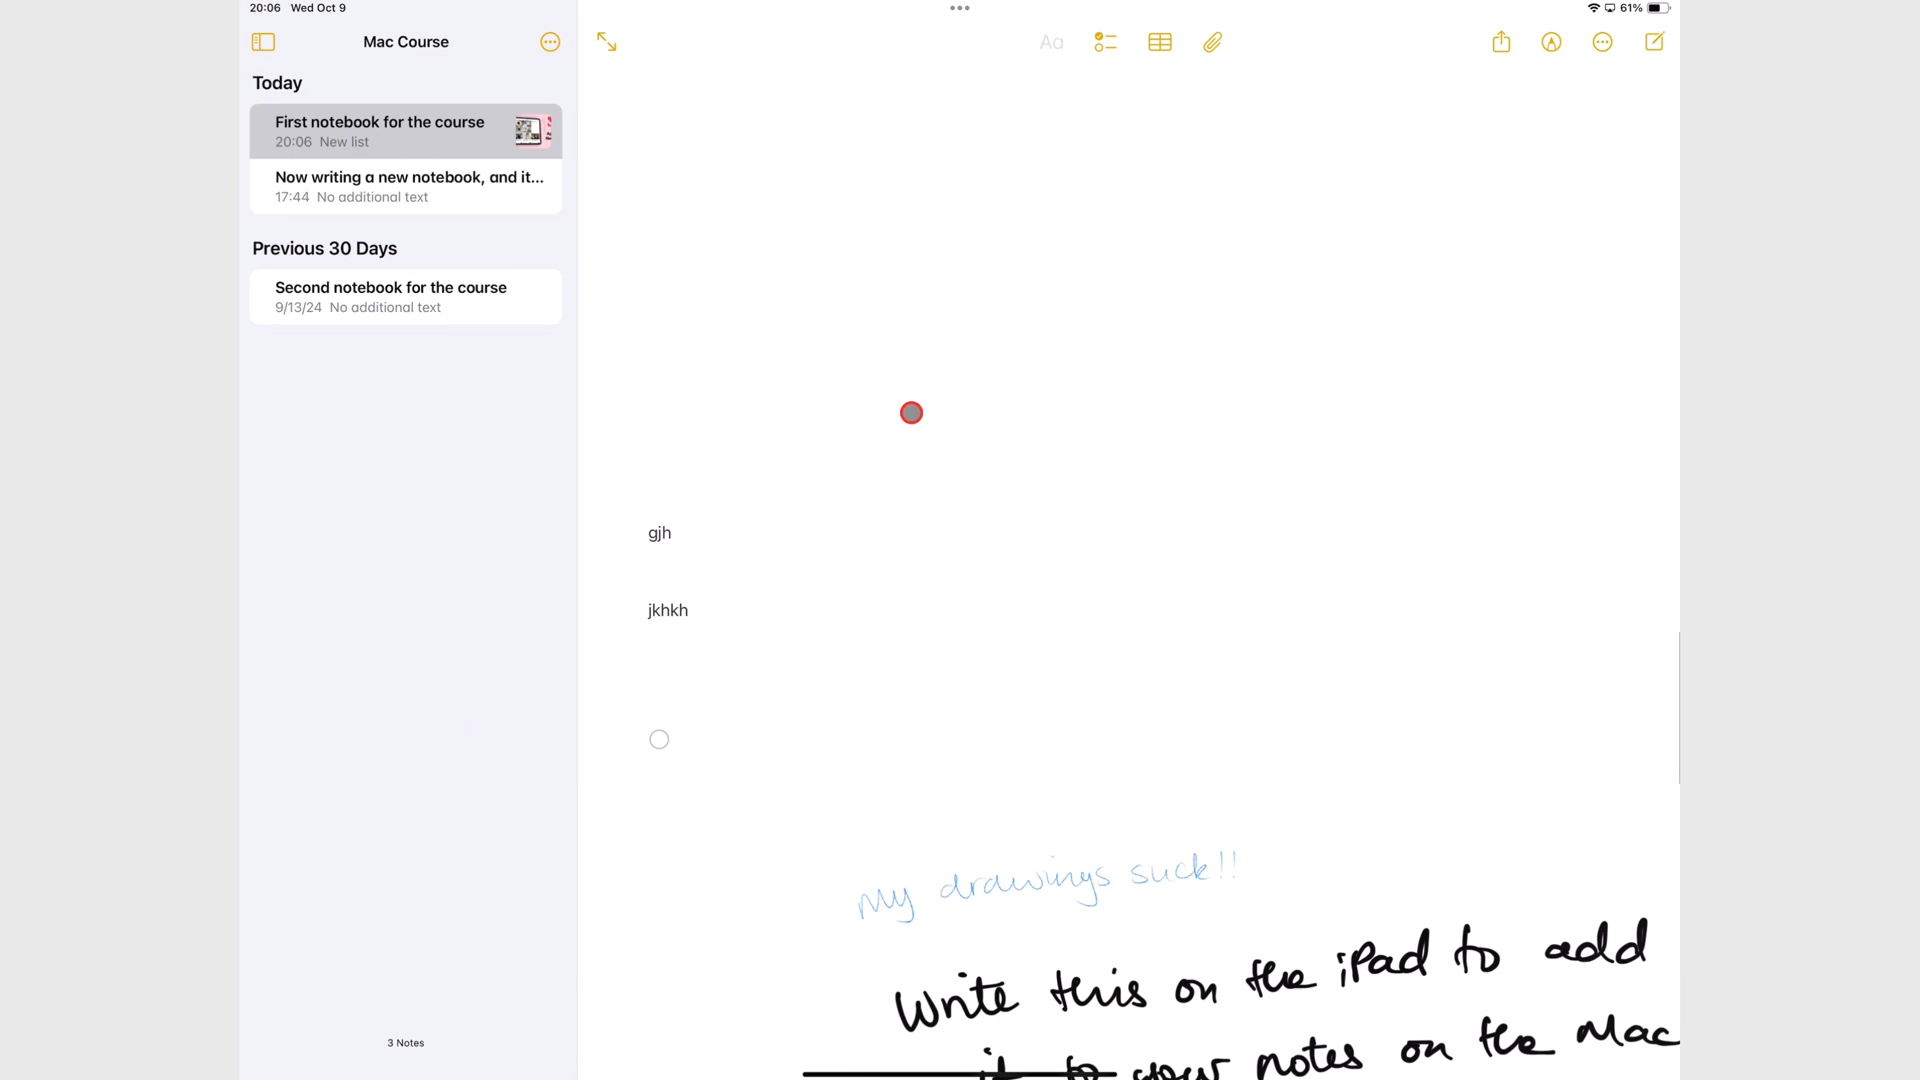 20:06 Wed Oct 9
61%
Mac Course
Aa
Today
First notebook for the course
20:06 New list
Now writing a new notebook, and it...
17:44 No additional text
Previous 30 Days
Second notebook for the course
9/13/24 No additional text
gjh
jkhkh
My drawings suck!!
Write this on the iPad to add
it to your notes on the Mac
3 Notes